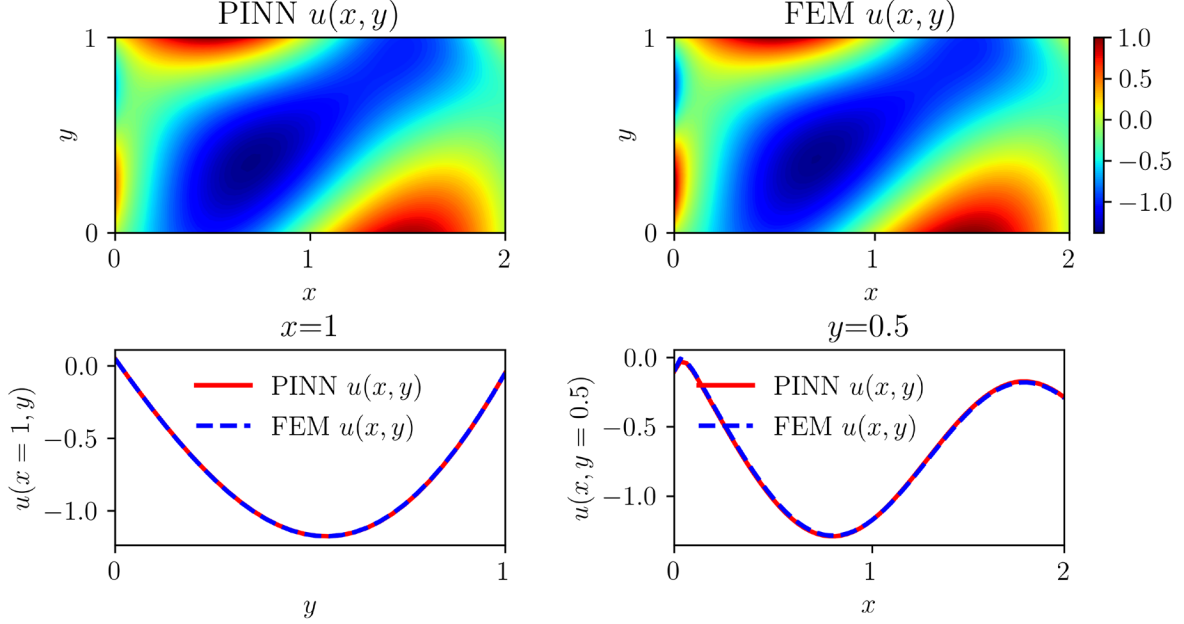 PINN u(x, y)
1
y
0
0 1 2
x
FEM u(x, y)
1
y
0
0 1 2
x
1.0
0.5
0.0
−0.5
−1.0
x=1
0.0
−0.5
−1.0
u(x = 1, y)
PINN u(x, y)
FEM u(x, y)
0 1
y
y=0.5
0.0
−0.5
−1.0
u(x, y = 0.5)
PINN u(x, y)
FEM u(x, y)
0 1 2
x